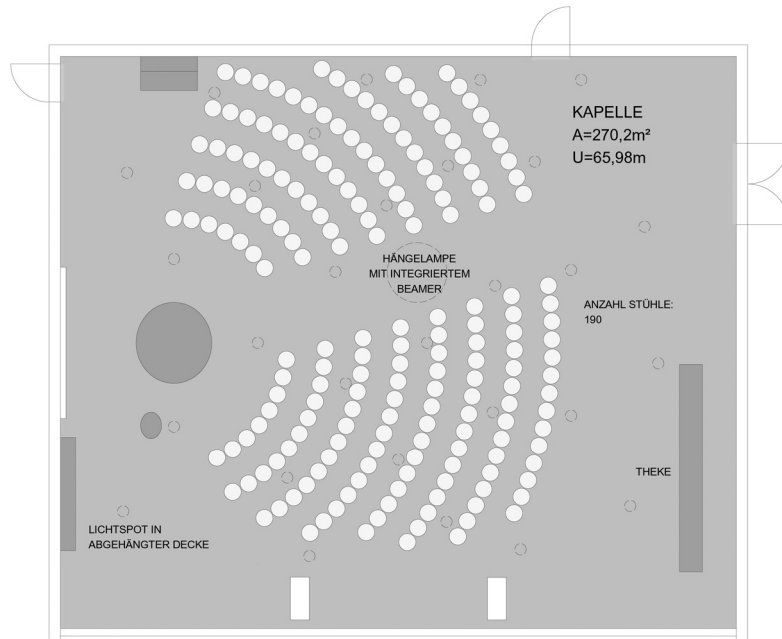 KAPELLE
A=270,2m²
U=65,98m
HÄNGELAMPE
MIT INTEGRIERTEM
BEAMER
ANZAHL STÜHLE:
190
THEKE
LICHTSPOT IN
ABGEHÄNGTER DECKE